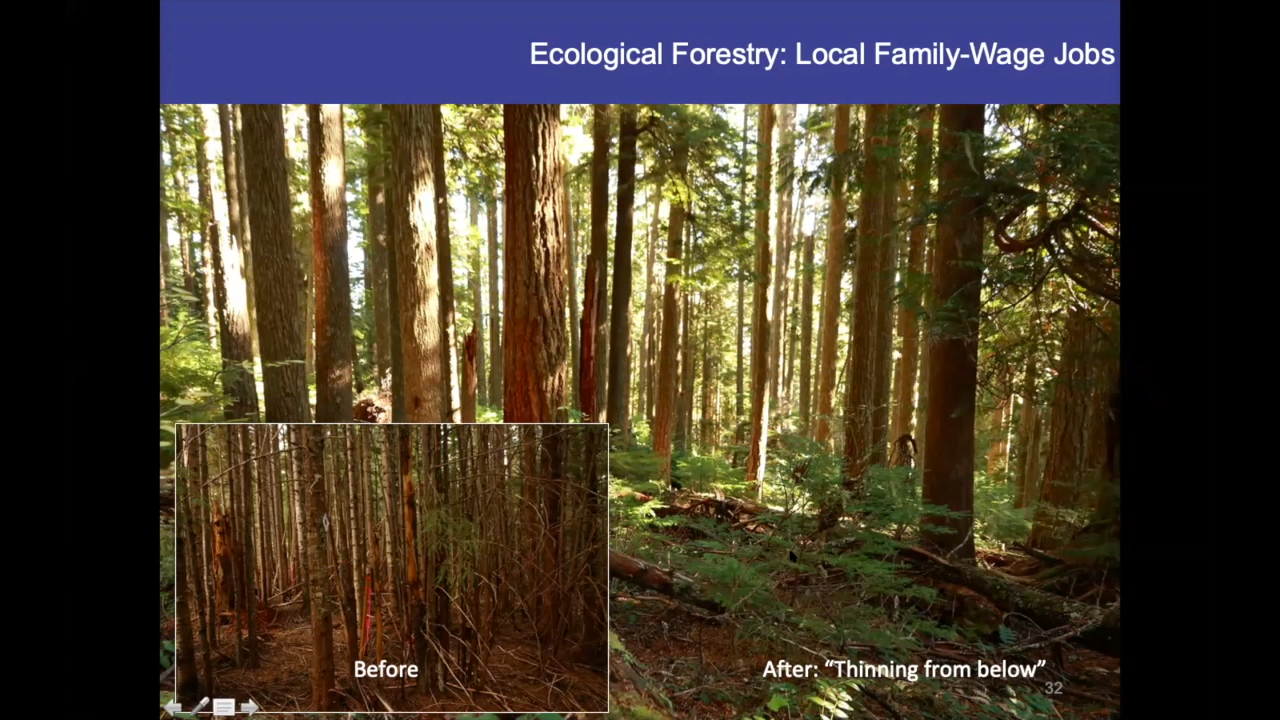 Ecological Forestry: Local Family-Wage Jobs
Before
After: “Thinning from below”
32